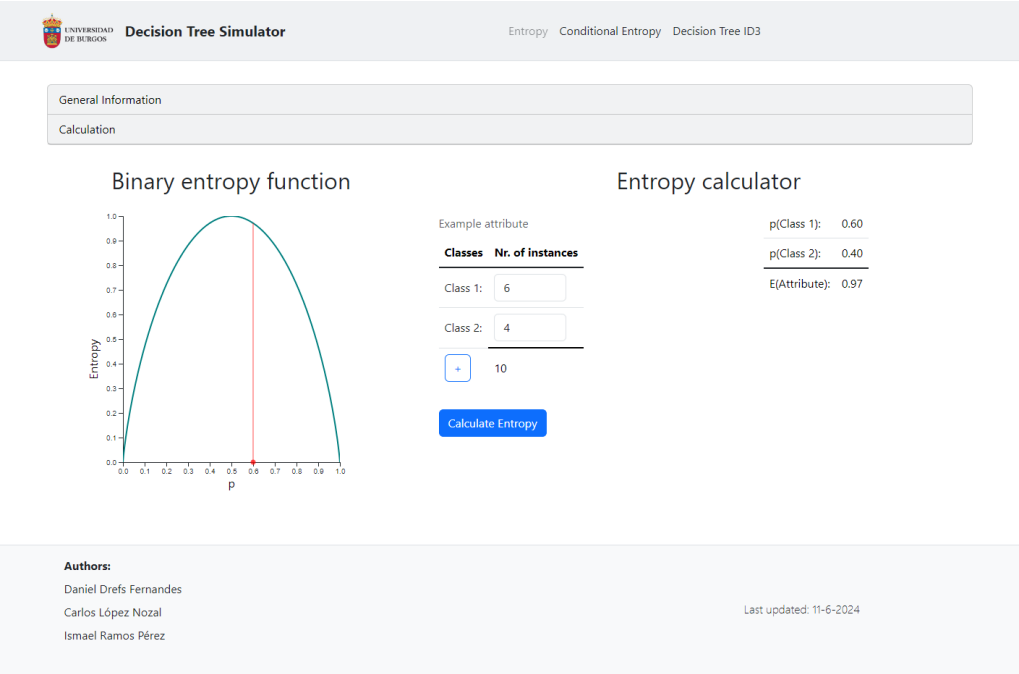 UNIVERSIDAD
DE BURGOS
Decision Tree Simulator
Entropy Conditional Entropy Decision Tree ID3
General Information
Calculation
Binary entropy function
1.0
0.9
0.8
0.7
0.6
0.5
0.4
0.3
0.2
0.1
0.0
Entropy
0.0 0.1 0.2 0.3 0.4 0.5 0.6 0.7 0.8 0.9 1.0
p
Entropy calculator
Example attribute
Classes Nr. of instances
Class 1: 6
Class 2: 4
+ 10
Calculate Entropy
p(Class 1): 0.60
p(Class 2): 0.40
E(Attribute): 0.97
Authors:
Daniel Drefs Fernandes
Carlos López Nozal
Ismael Ramos Pérez
Last updated: 11-6-2024